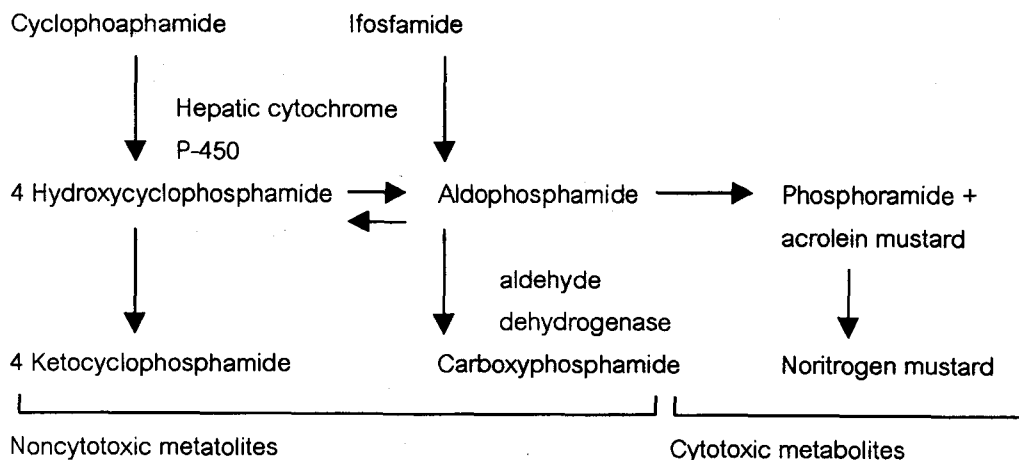 Cyclophoaphamide Ifosfamide
Hepatic cytochrome
P-450
4 Hydroxycyclophosphamide Aldophosphamide Phosphoramide +
acrolein mustard
aldehyde
dehydrogenase
4 Ketocyclophosphamide Carboxyphosphamide Noritrogen mustard
Noncytotoxic metatolites Cytotoxic metabolites